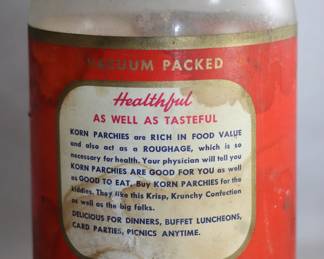 VACUUM PACKED
Healthful
AS WELL AS TASTEFUL
KORN PARCHIES are RICH IN FOOD VALUE
and also act as a ROUGHAGE, which is so
necessary for health. Your physician will tell you
KORN PARCHIES ARE GOOD FOR YOU as well
as GOOD TO EAT. Buy KORN PARCHIES for the
kiddies. They like this Krisp, Krunchy Confection
as well as the big folks.
DELICIOUS FOR DINNERS, BUFFET LUNCHEONS,
CARD PARTIES, PICNICS ANYTIME.